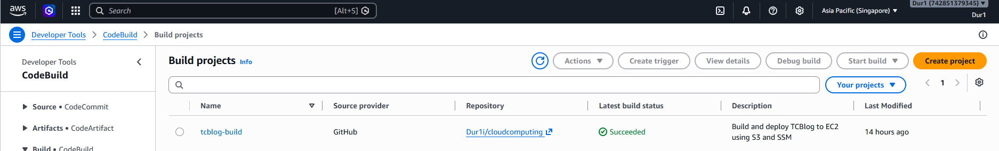 aws
Search
[Alt+S]
Asia Pacific (Singapore)
Dur1 (742851379345)
Dur1
Developer Tools
CodeBuild
Build projects
Developer Tools
CodeBuild
Source • CodeCommit
Artifacts • CodeArtifact
Build • CodeBuild
Build projects Info
Actions
Create trigger
View details
Debug build
Start build
Create project
Your projects
1
Name
Source provider
Repository
Latest build status
Description
Last Modified
tcblog-build
GitHub
Dur1i/cloudcomputing
Succeeded
Build and deploy TCBlog to EC2
using S3 and SSM
14 hours ago